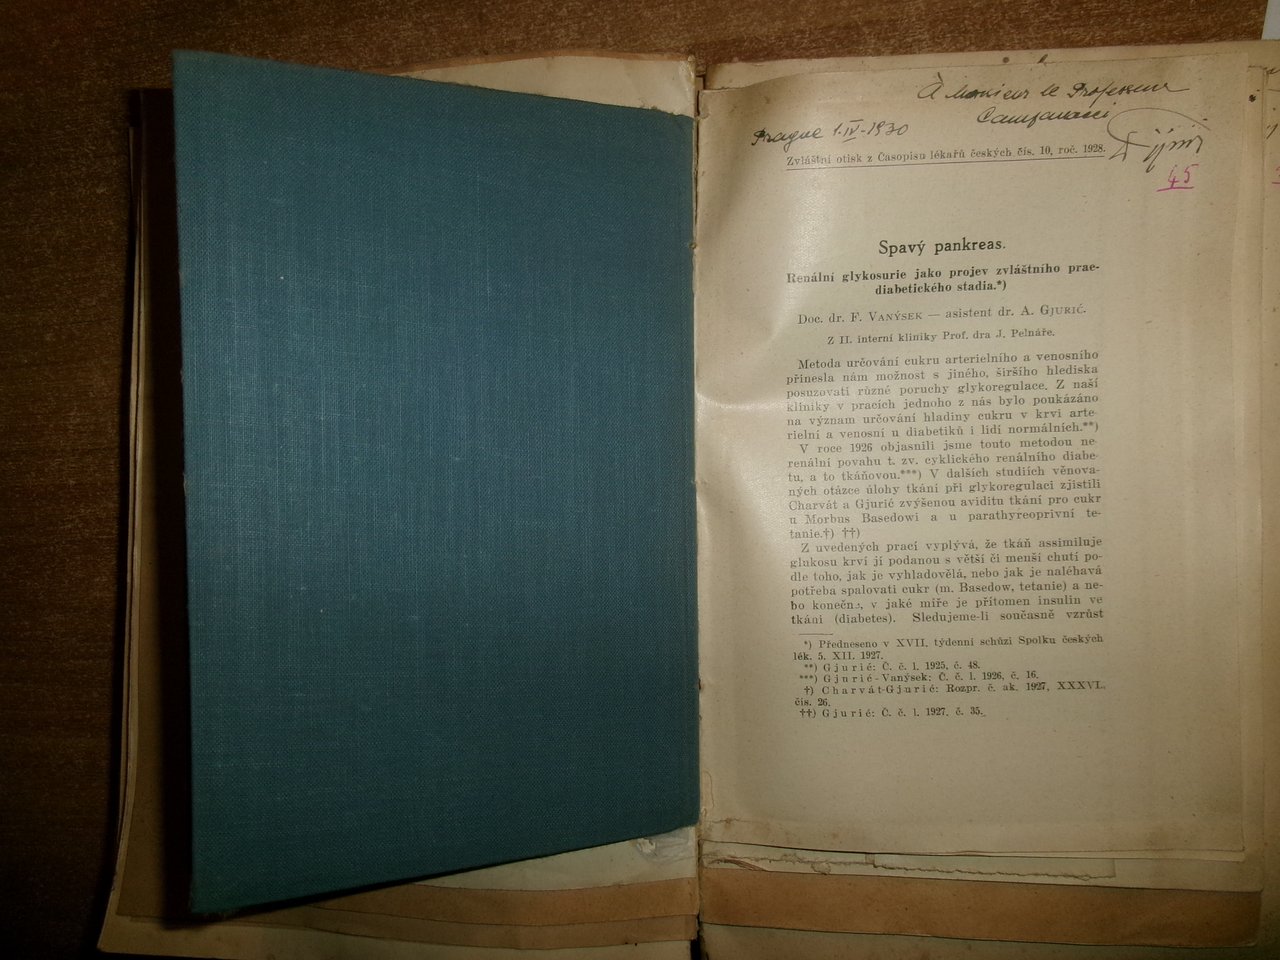 À Monsieur le Professeur
Campanacci
Prague 1-IV-1930
Zvláštní otisk z Časopisu lékařů českých čís. 10, roč. 1928.
45
Spavý pankreas.
Renální glykosurie jako projev zvláštního prae-
diabetického stadia.*)
Doc. dr. F. Vanýsek — asistent dr. A. Gjurić.
Z II. interní kliniky Prof. dra J. Pelnáře.
Metoda určování cukru arterielního a venosního
přinesla nám možnost s jiného, širšího hlediska
posuzovati různé poruchy glykoregulace. Z naší
kliniky v pracích jednoho z nás bylo poukázáno
na význam určování hladiny cukru v krvi arte-
rielní a venosní u diabetiků i lidí normálních.**)
V roce 1926 objasnili jsme touto metodou ne-
renální povahu t. zv. cyklického renálního diabe-
tu, a to tkáňovou.***) V dalších studiích věnova-
ných otázce úlohy tkání při glykoregulaci zjistili
Charvát a Gjurić zvýšenou aviditu tkání pro cukr
u Morbus Basedowi a u parathyreoprivní te-
tanie.†) ††)
Z uvedených prací vyplývá, že tkáň assimiluje
glukosu krví jí podanou s větší či menší chutí po-
dle toho, jak je vyhladovělá, nebo jak je naléhavá
potřeba spalovati cukr (m. Basedow, tetanie) a ne-
bo konečně, v jaké míře je přítomen insulin ve
tkání (diabetes). Sledujeme-li současně vzrůst
*) Předneseno v XVII. týdenní schůzi Spolku českých
lék. 5. XII. 1927.
**) Gjurić: Č. č. l. 1925, č. 48.
***) Gjurić-Vanýsek: Č. č. l. 1926, č. 16.
†) Charvát-Gjurić: Rozpr. č. ak. 1927, XXXVI.,
čís. 26.
††) Gjurić: Č. č. l. 1927. č. 35.